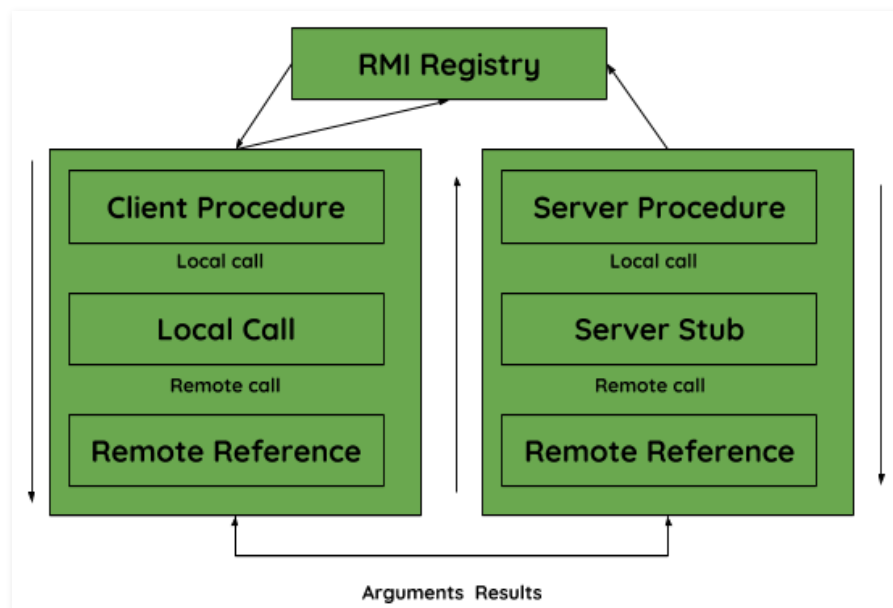 RMI Registry
Client Procedure
Local call
Local Call
Remote call
Remote Reference
Server Procedure
Local call
Server Stub
Remote call
Remote Reference
Arguments Results